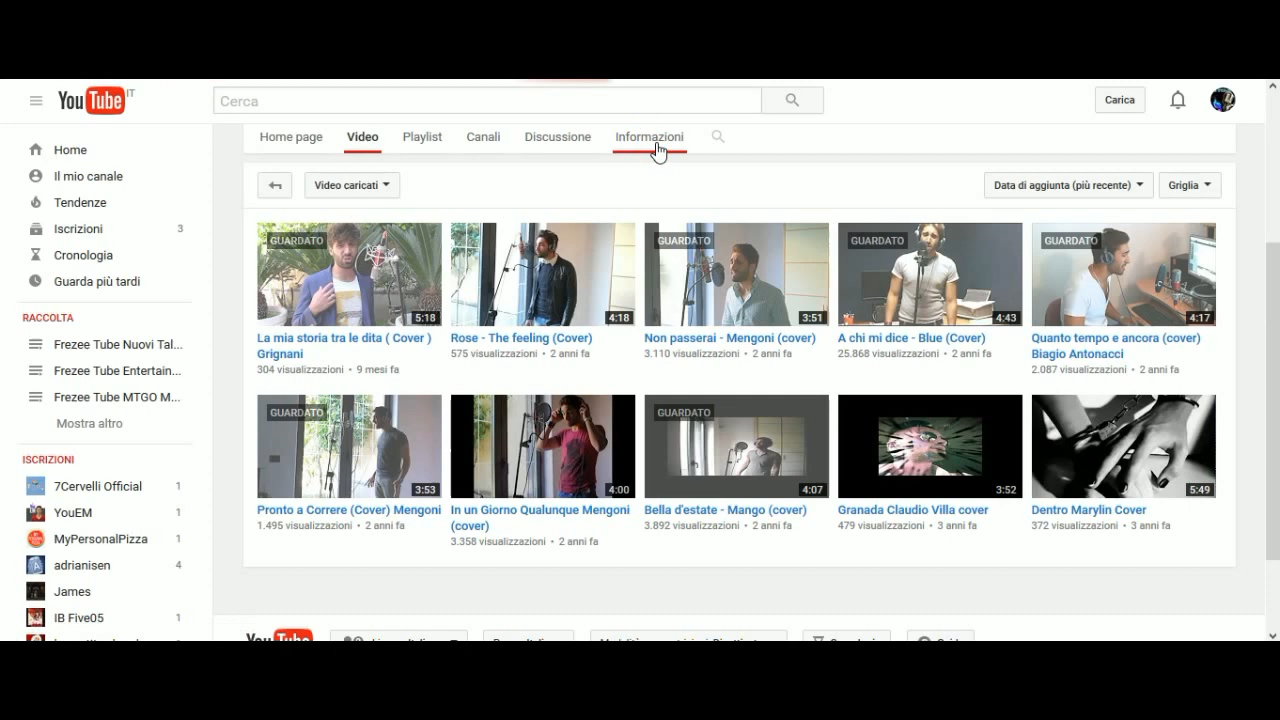 YouTube IT
Cerca
Carica
Home page Video Playlist Canali Discussione Informazioni
Video caricati
Data di aggiunta (più recente)
Griglia
Home
Il mio canale
Tendenze
Iscrizioni 3
Cronologia
Guarda più tardi
RACCOLTA
Frezee Tube Nuovi Tal...
Frezee Tube Entertain...
Frezee Tube MTGO M...
Mostra altro
ISCRIZIONI
7Cervelli Official 1
YouEM 1
MyPersonalPizza 1
adrianisen 4
James
IB Five05 1
GUARDATO
5:18
La mia storia tra le dita ( Cover )
Grignani
304 visualizzazioni • 9 mesi fa
4:18
Rose - The feeling (Cover)
575 visualizzazioni • 2 anni fa
GUARDATO
3:51
Non passerai - Mengoni (cover)
3.110 visualizzazioni • 2 anni fa
GUARDATO
4:43
A chi mi dice - Blue (Cover)
25.868 visualizzazioni • 2 anni fa
GUARDATO
4:17
Quanto tempo e ancora (cover)
Biagio Antonacci
2.087 visualizzazioni • 2 anni fa
GUARDATO
3:53
Pronto a Correre (Cover) Mengoni
1.495 visualizzazioni • 2 anni fa
4:00
In un Giorno Qualunque Mengoni
(cover)
3.358 visualizzazioni • 2 anni fa
GUARDATO
4:07
Bella d'estate - Mango (cover)
3.892 visualizzazioni • 2 anni fa
3:52
Granada Claudio Villa cover
479 visualizzazioni • 3 anni fa
5:49
Dentro Marylin Cover
372 visualizzazioni • 3 anni fa
YouTube